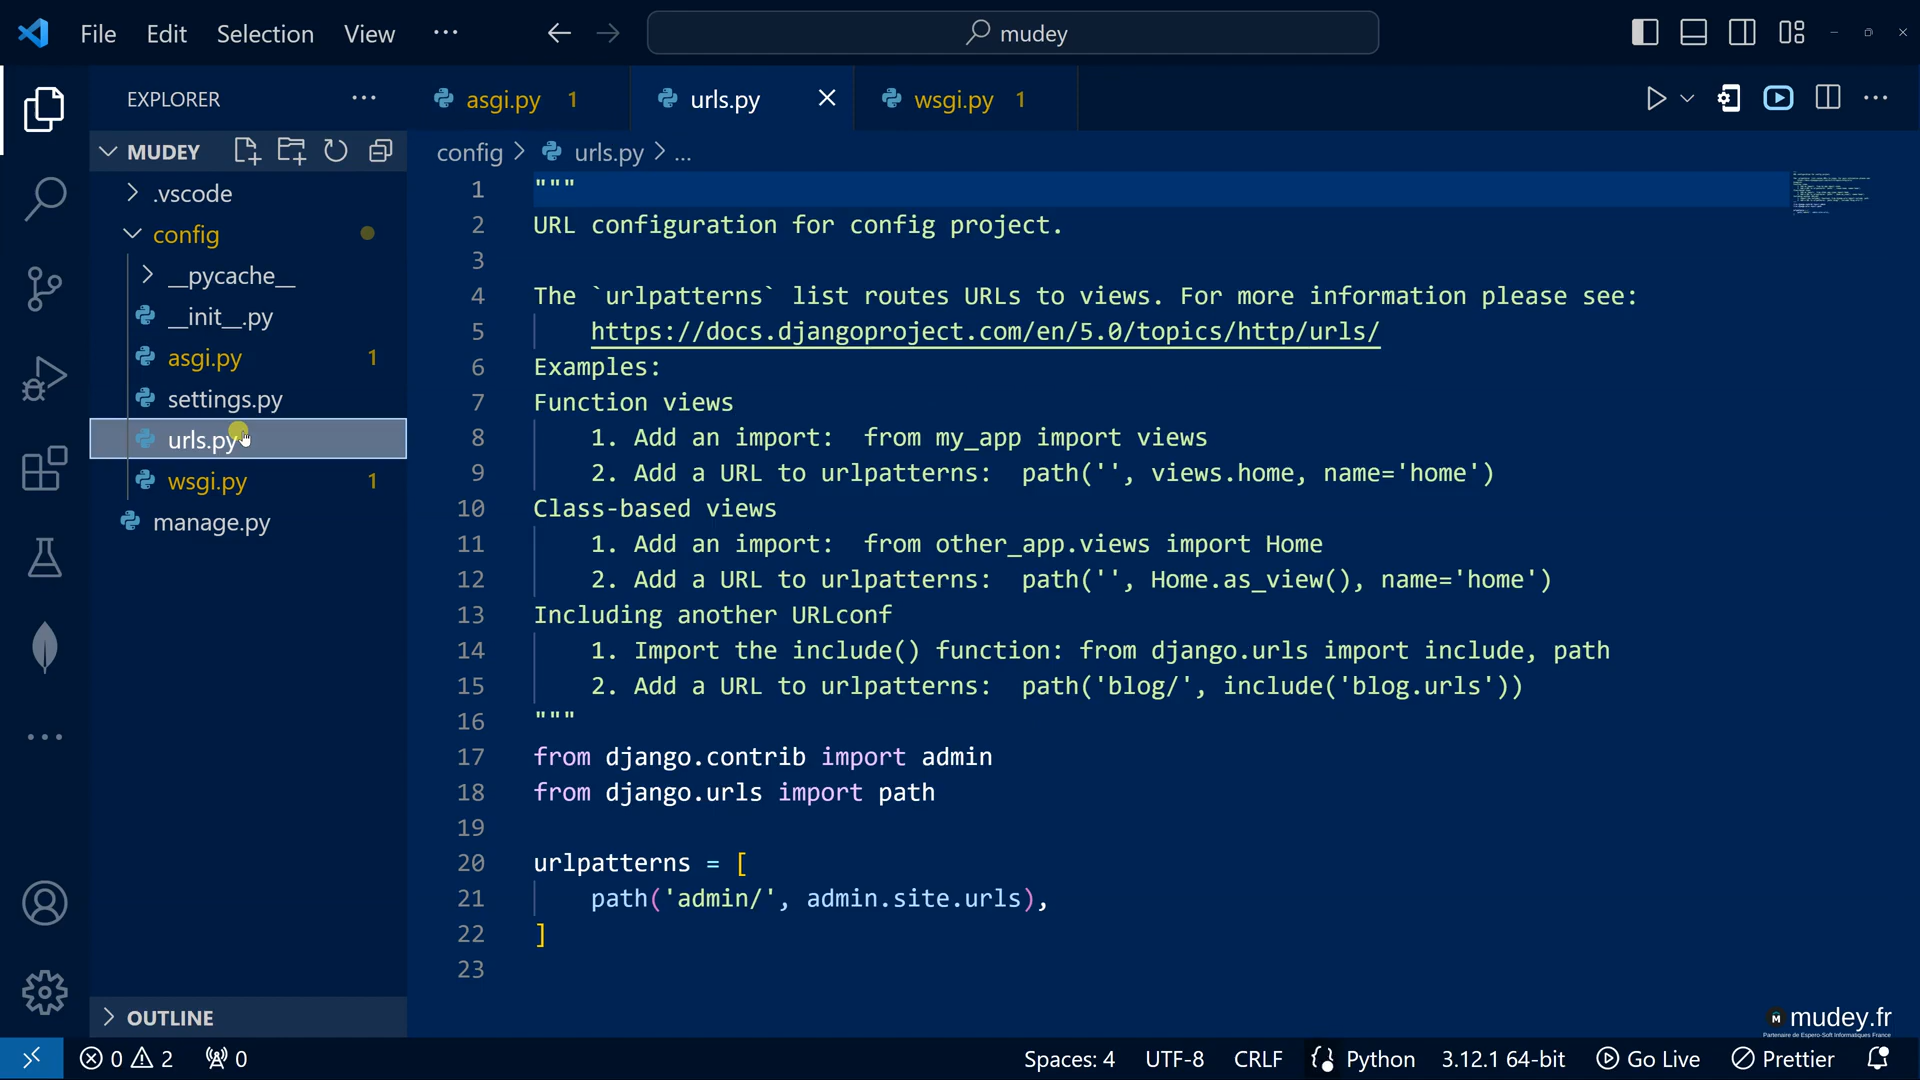 File Edit Selection View ... mudey
EXPLORER ...
MUDEY
.vscode
config
__pycache__
__init__.py
asgi.py 1
settings.py
urls.py
wsgi.py 1
manage.py
OUTLINE
asgi.py 1 urls.py wsgi.py 1
config > urls.py > ...
1 """
2 URL configuration for config project.
3
4 The `urlpatterns` list routes URLs to views. For more information please see:
5 https://docs.djangoproject.com/en/5.0/topics/http/urls/
6 Examples:
7 Function views
8 1. Add an import:  from my_app import views
9 2. Add a URL to urlpatterns:  path('', views.home, name='home')
10 Class-based views
11 1. Add an import:  from other_app.views import Home
12 2. Add a URL to urlpatterns:  path('', Home.as_view(), name='home')
13 Including another URLconf
14 1. Import the include() function: from django.urls import include, path
15 2. Add a URL to urlpatterns:  path('blog/', include('blog.urls'))
16 """
17 from django.contrib import admin
18 from django.urls import path
19
20 urlpatterns = [
21 path('admin/', admin.site.urls),
22 ]
23
mudey.fr
Partenaire de Espero-Soft Informatiques France
0 2 0 Spaces: 4 UTF-8 CRLF Python 3.12.1 64-bit Go Live Prettier